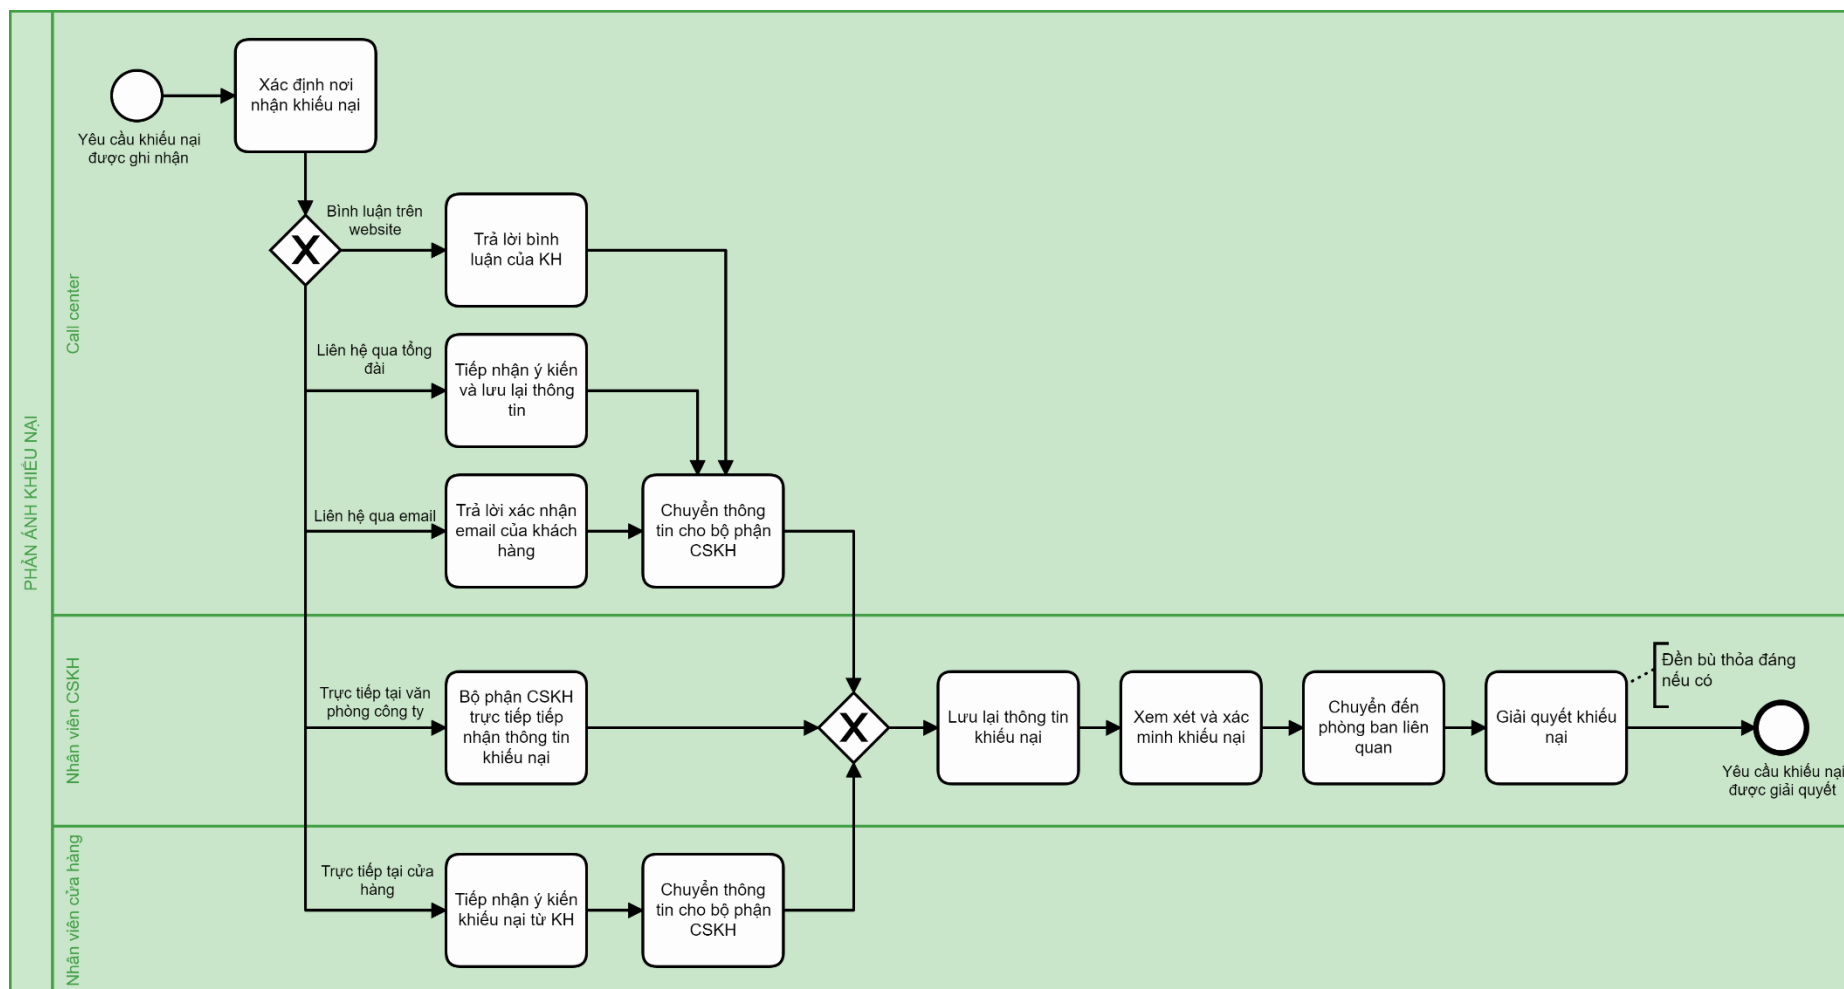 PHẢN ÁNH KHIẾU NẠI
Call center
Xác định nơi
nhận khiếu nại
Yêu cầu khiếu nại
được ghi nhận
Bình luận trên
website
X
Trả lời bình
luận của KH
Liên hệ qua tổng
đài
Tiếp nhận ý kiến
và lưu lại thông
tin
Liên hệ qua email
Trả lời xác nhận
email của khách
hàng
Chuyển thông
tin cho bộ phận
CSKH
Nhân viên CSKH
Trực tiếp tại văn
phòng công ty
Bộ phận CSKH
trực tiếp tiếp
nhận thông tin
khiếu nại
X
Lưu lại thông tin
khiếu nại
Xem xét và xác
minh khiếu nại
Chuyển đến
phòng ban liên
quan
Giải quyết khiếu
nại
Đền bù thỏa đáng
nếu có
Yêu cầu khiếu nại
được giải quyết
Nhân viên cửa hàng
Trực tiếp tại cửa
hàng
Tiếp nhận ý kiến
khiếu nại từ KH
Chuyển thông
tin cho bộ phận
CSKH